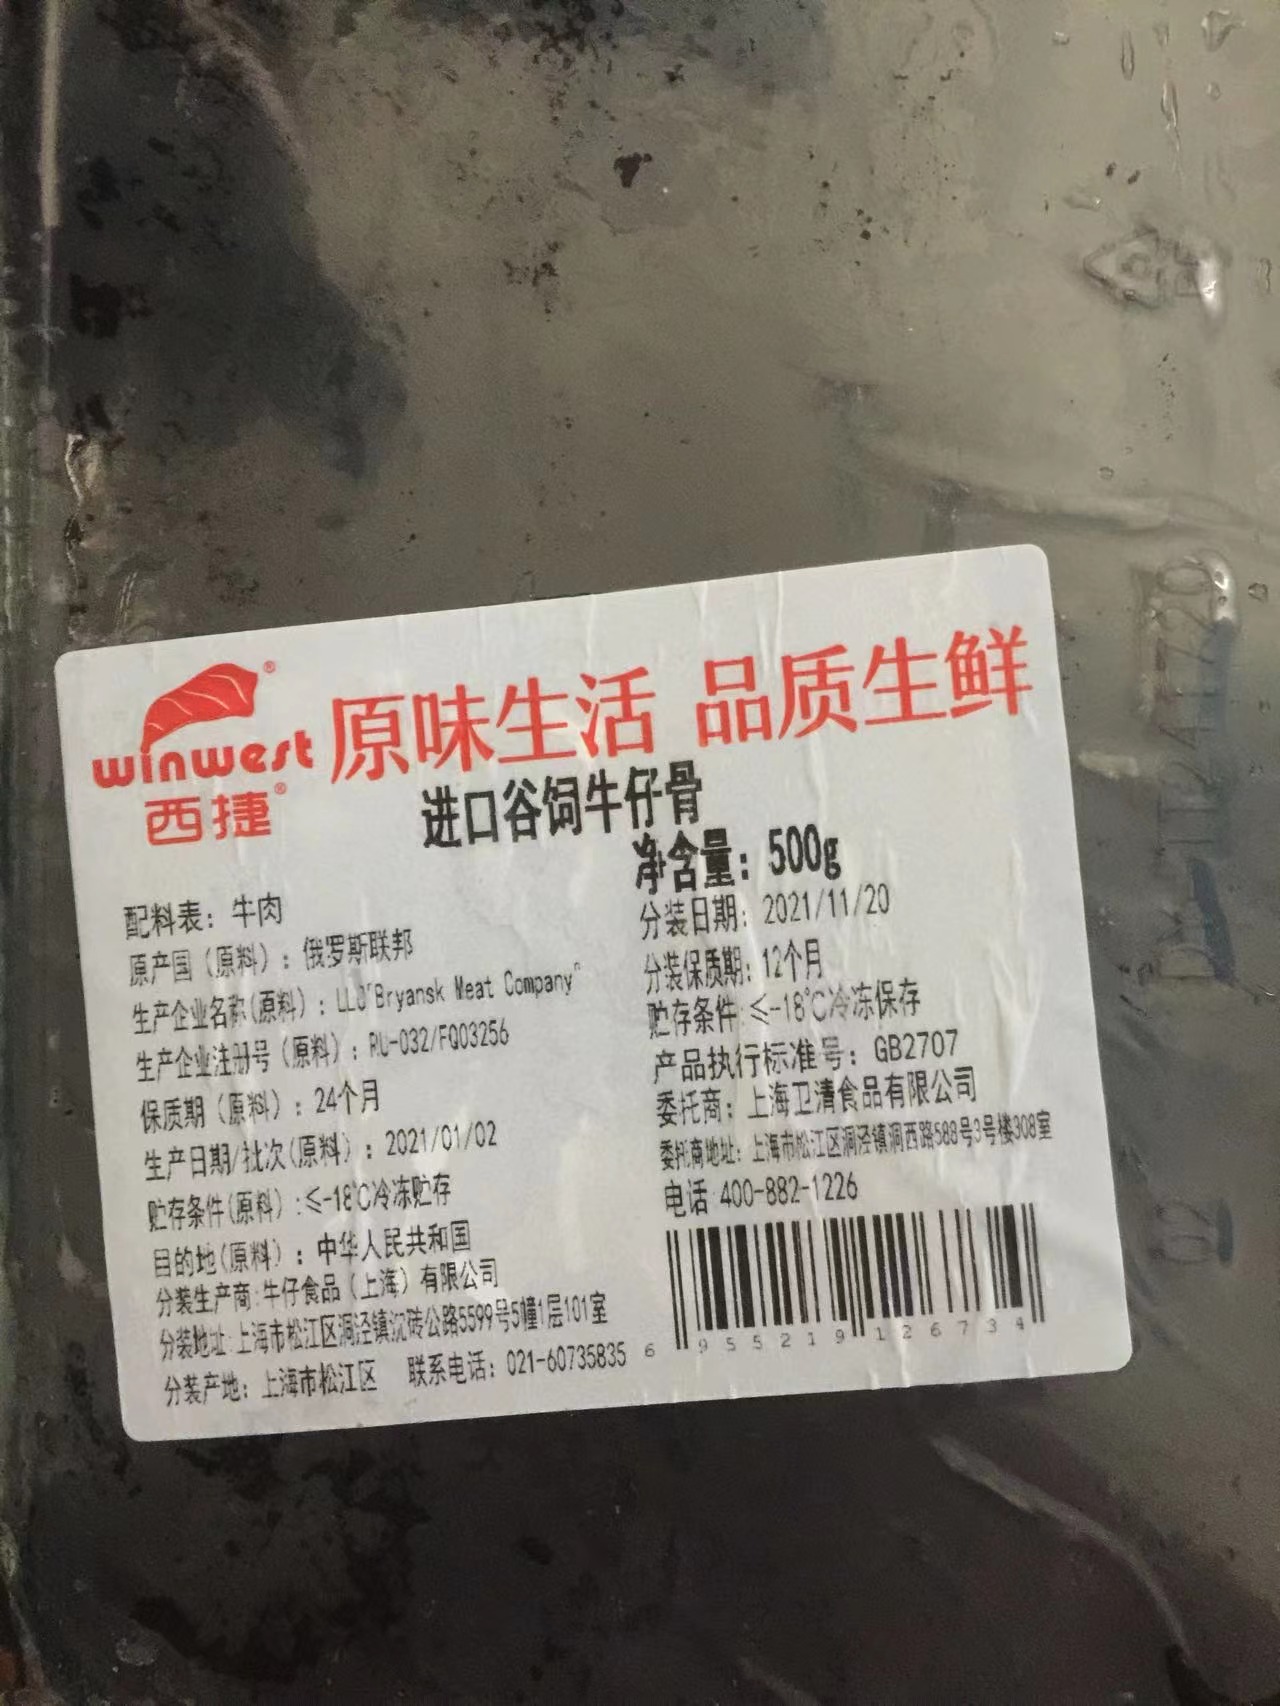 winwest®
西捷®
原味生活 品质生鲜
进口谷饲牛仔骨
净含量：500g
配料表：牛肉
原产国（原料）：俄罗斯联邦
生产企业名称(原料)：LLC"Bryansk Meat Company"
生产企业注册号（原料）：RU-032/FQ03256
保质期（原料）：24个月
生产日期/批次(原料)：2021/01/02
贮存条件(原料)：≤-18℃冷冻贮存
目的地(原料)：中华人民共和国
分装生产商：牛仔食品（上海）有限公司
分装地址：上海市松江区洞泾镇沈砖公路5599号5幢1层101室
分装产地：上海市松江区 联系电话：021-60735835
分装日期：2021/11/20
分装保质期：12个月
贮存条件：≤-18℃冷冻保存
产品执行标准号：GB2707
委托商：上海卫清食品有限公司
委托商地址：上海市松江区洞泾镇洞西路588号3号楼308室
电话：400-882-1226
6 955219 126734
02